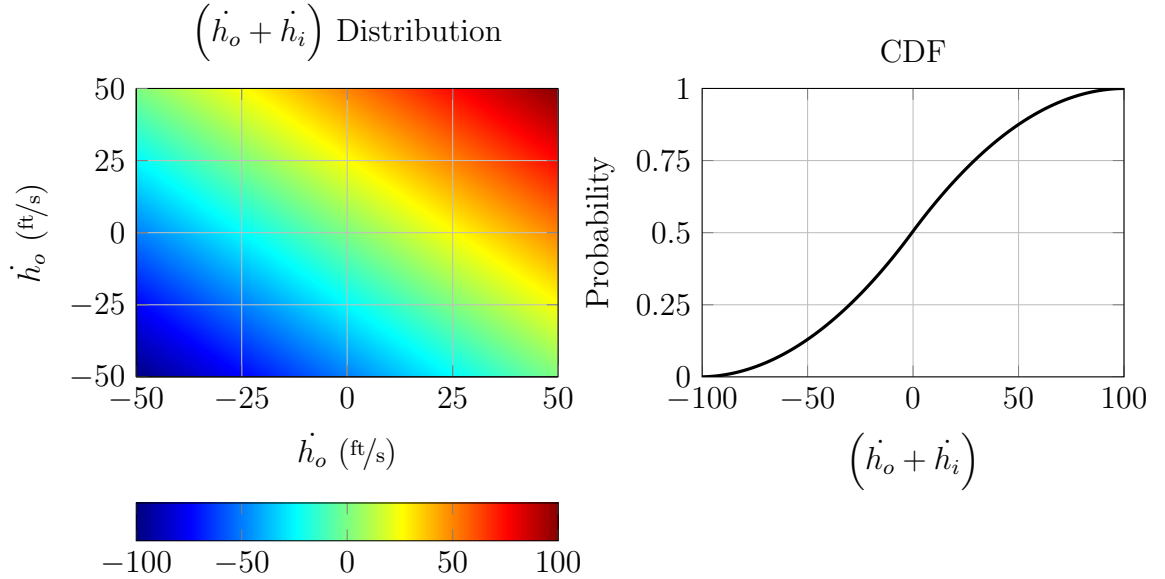 (ḣₒ + ḣᵢ) Distribution
50
25
0
−25
−50
ḣₒ (ft/s)
−50 −25 0 25 50
ḣₒ (ft/s)
−100 −50 0 50 100
CDF
1
0.75
0.5
0.25
0
Probability
−100 −50 0 50 100
(ḣₒ + ḣᵢ)